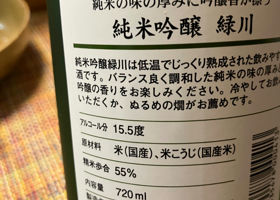 純米の味の厚みに吟醸香が漂う
純米吟醸 緑川
純米吟醸緑川は低温でじっくり熟成された飲みやす
酒です。バランス良く調和した純米の味の厚み
吟醸の香りをお楽しみください。冷やしてお
いただくか、ぬるめの燗がお薦めです。
アルコール分 15.5度
原材料 米(国産)、米こうじ(国産米)
精米歩合 55%
内容量 720ml